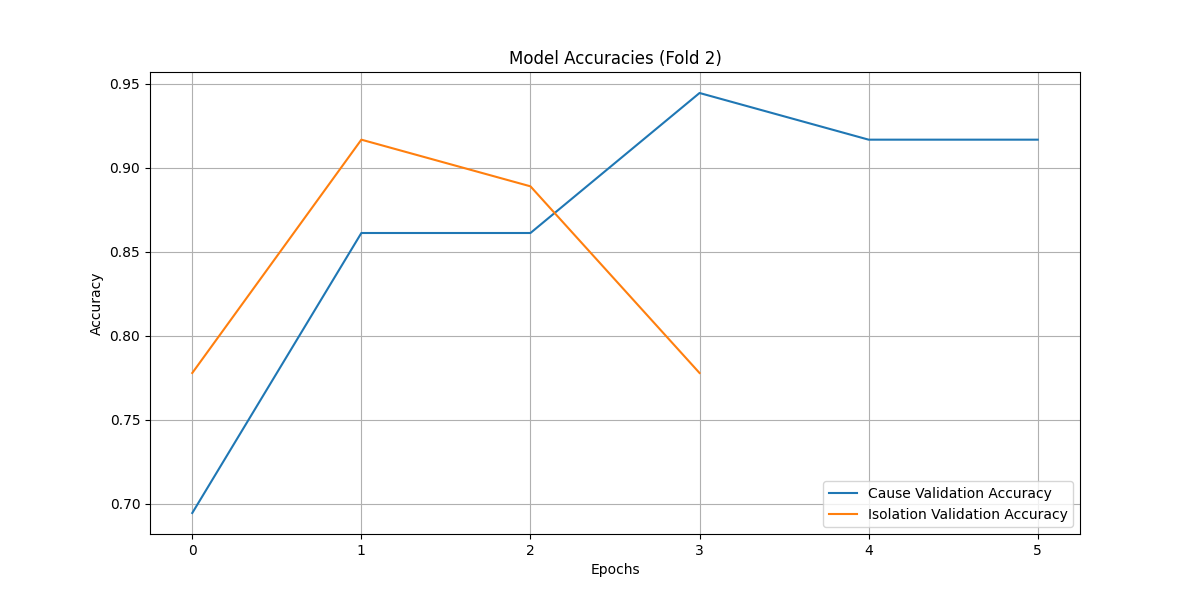 Model Accuracies (Fold 2)
Accuracy
0.95
0.90
0.85
0.80
0.75
0.70
Cause Validation Accuracy
Isolation Validation Accuracy
0 1 2 3 4 5
Epochs